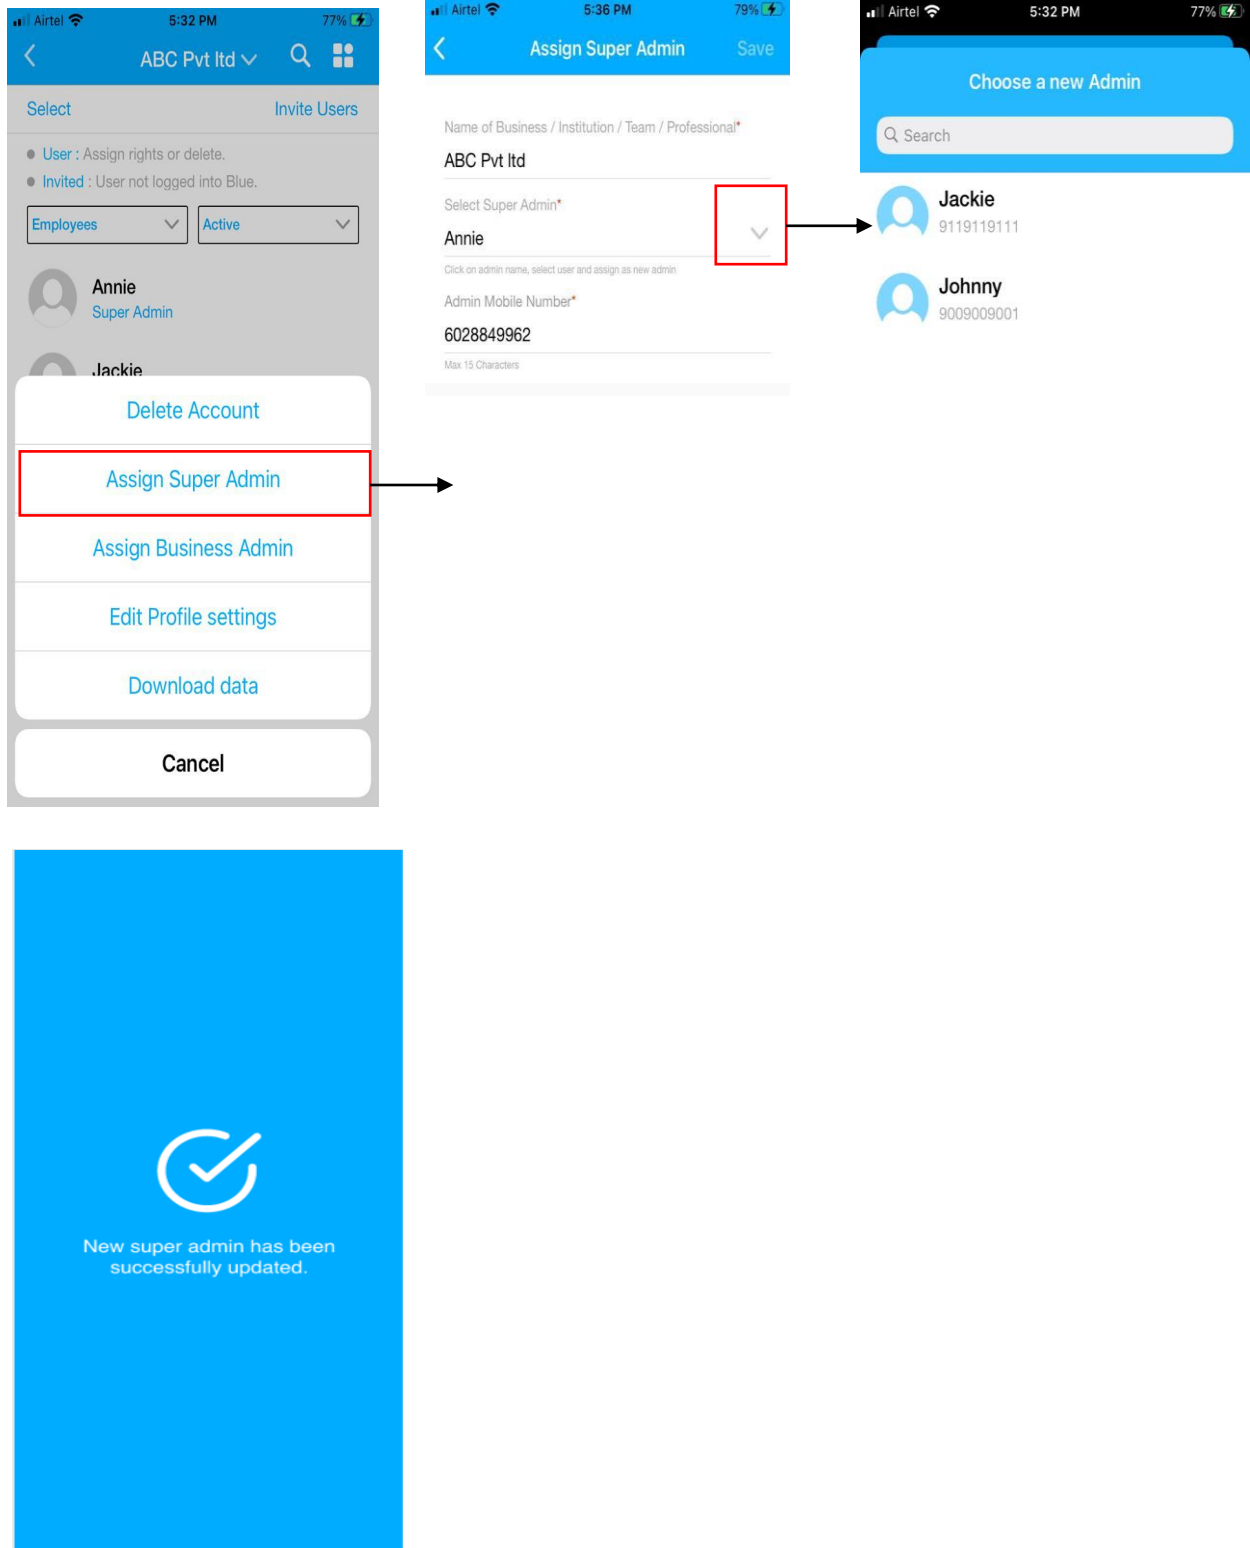 Airtel 5:32 PM 77%
ABC Pvt ltd
Select Invite Users
User : Assign rights or delete.
Invited : User not logged into Blue.
Employees Active
Annie
Super Admin
Jackie
Delete Account
Assign Super Admin
Assign Business Admin
Edit Profile settings
Download data
Cancel
Airtel 5:36 PM 79%
Assign Super Admin Save
Name of Business / Institution / Team / Professional*
ABC Pvt ltd
Select Super Admin*
Annie
Click on admin name, select user and assign as new admin
Admin Mobile Number*
6028849962
Max 15 Characters
Airtel 5:32 PM 77%
Choose a new Admin
Search
Jackie
9119119111
Johnny
9009009001
New super admin has been
successfully updated.